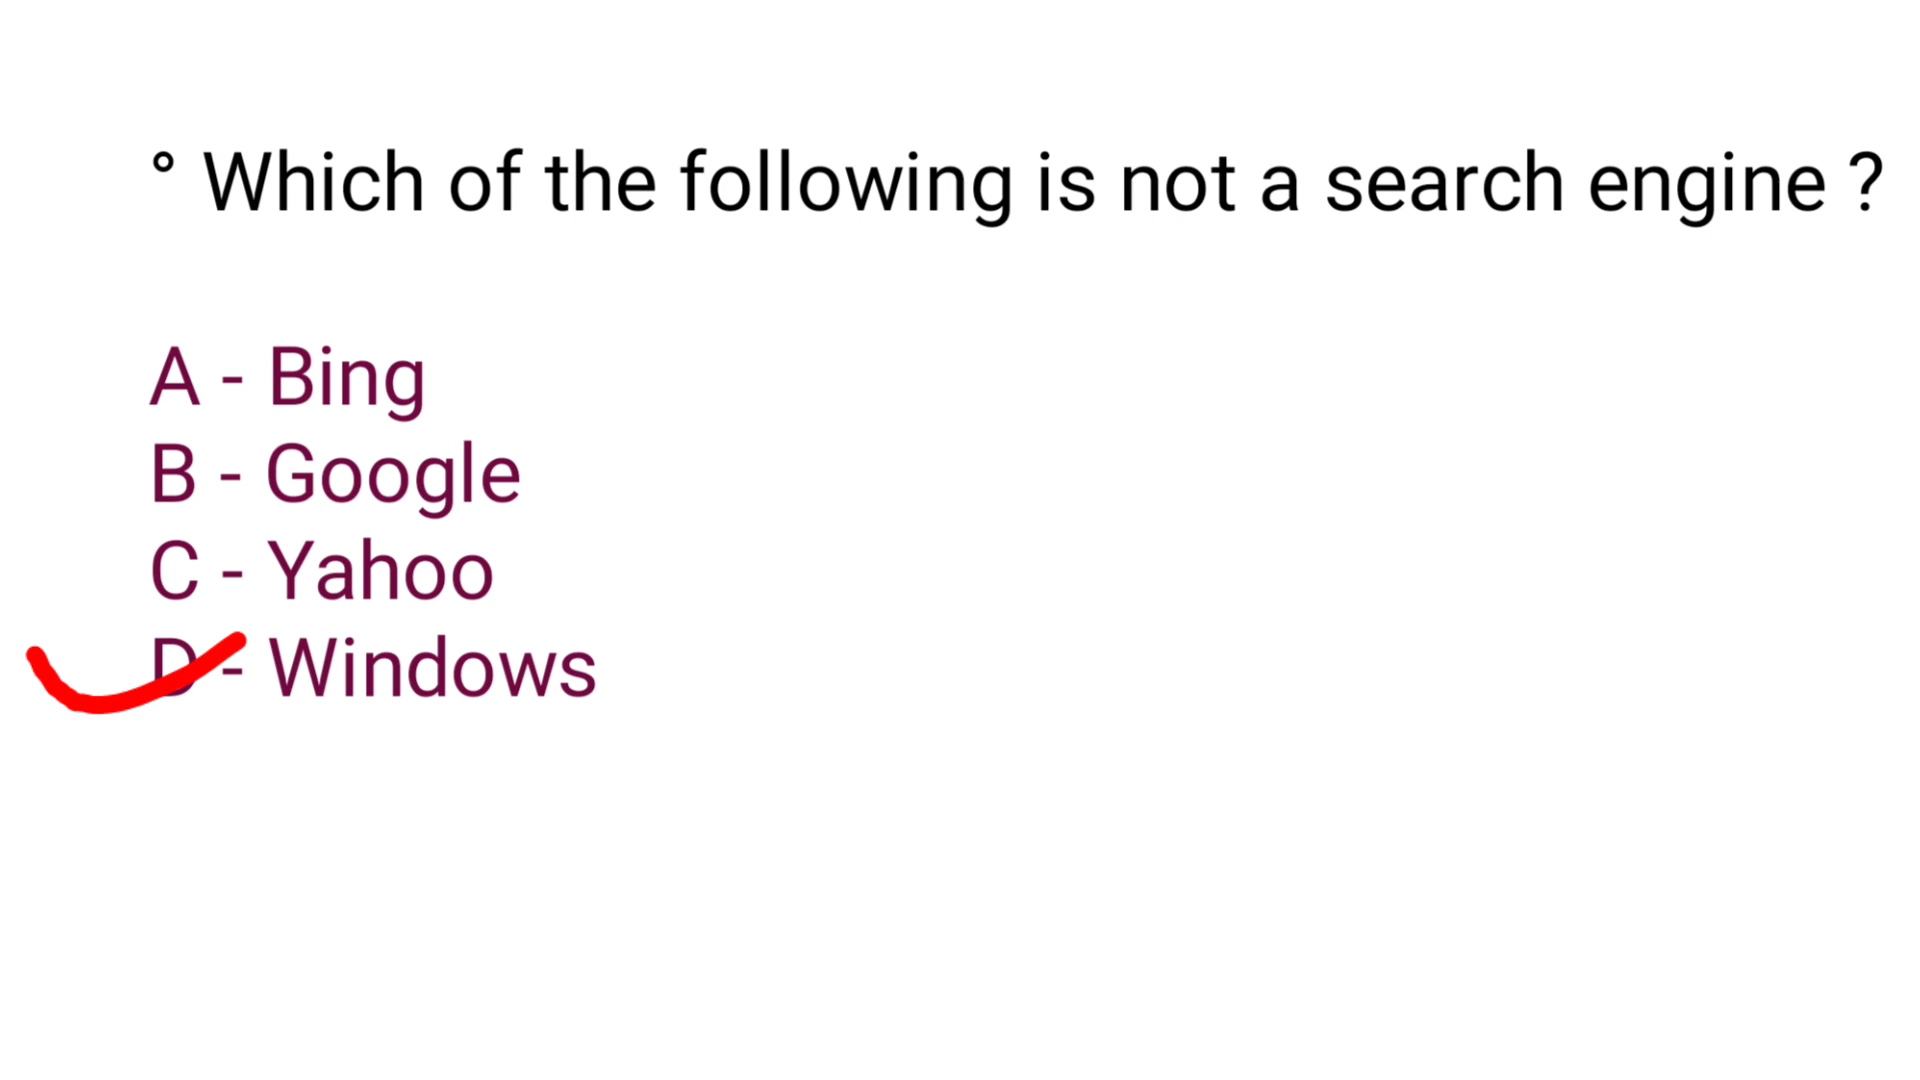 ° Which of the following is not a search engine ?
A - Bing
B - Google
C - Yahoo
D - Windows